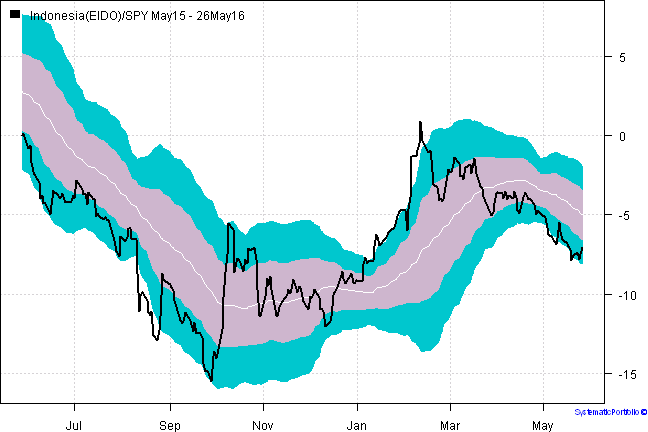 Indonesia(EIDO)/SPY May15 - 26May16
5
0
-5
-10
-15
Jul Sep Nov Jan Mar May
SystematicPortfolio ©